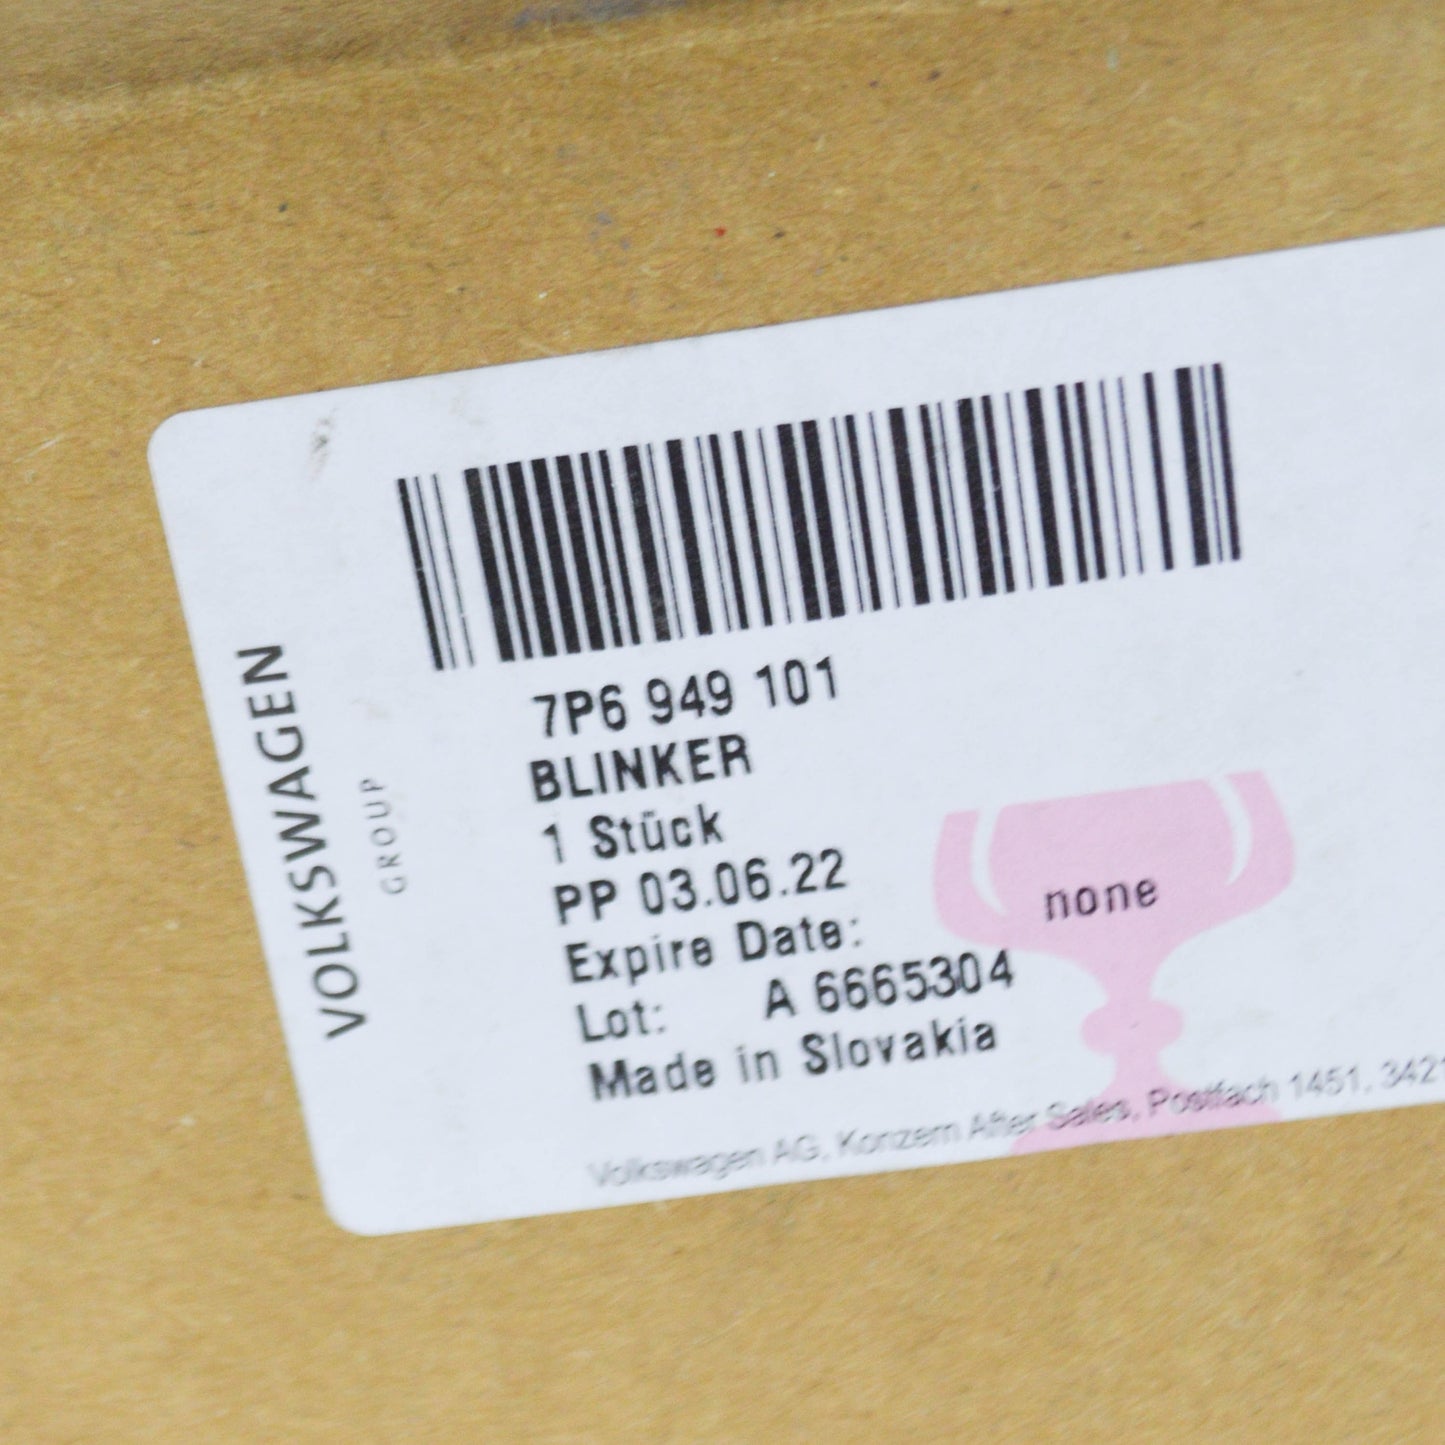 VOLKSWAGEN
GROUP
7P6 949 101
BLINKER
1 Stück
PP 03.06.22
none
Expire Date:
Lot: A 6665304
Made in Slovakia
Volkswagen AG, Konzern After Sales, Postfach 1451, 3421